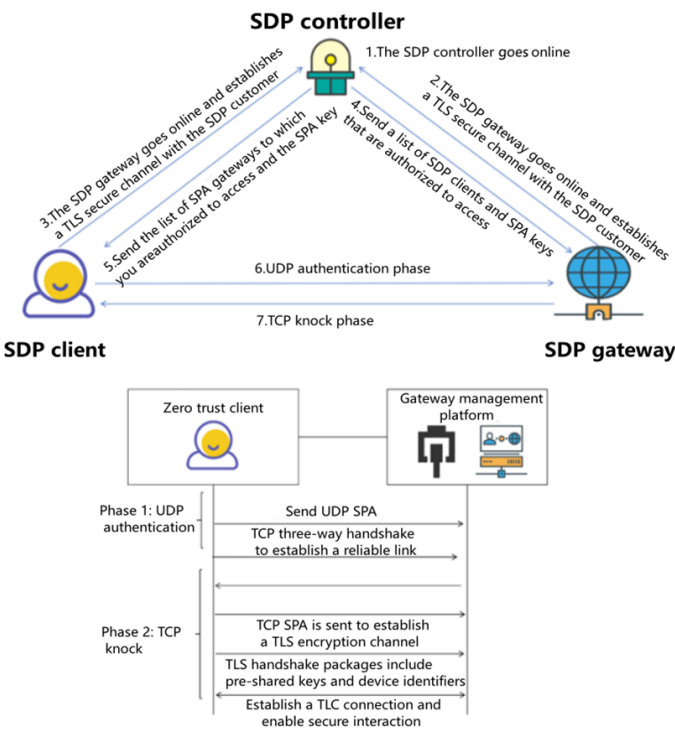 SDP controller
1.The SDP controller goes online
3.The SDP gateway goes online and establishes
a TLS secure channel with the SDP customer
2.The SDP gateway goes online and establishes
a TLS secure channel with the SDP customer
5.Send the list of SPA gateways to which
you areauthorized to access and the SPA key
4.Send a list of SDP clients and SPA keys
that are authorized to access
6.UDP authentication phase
7.TCP knock phase
SDP client
SDP gateway
Zero trust client
Gateway management
platform
Phase 1: UDP
authentication
Send UDP SPA
TCP three-way handshake
to establish a reliable link
Phase 2: TCP
knock
TCP SPA is sent to establish
a TLS encryption channel
TLS handshake packages include
pre-shared keys and device identifiers
Establish a TLC connection and
enable secure interaction